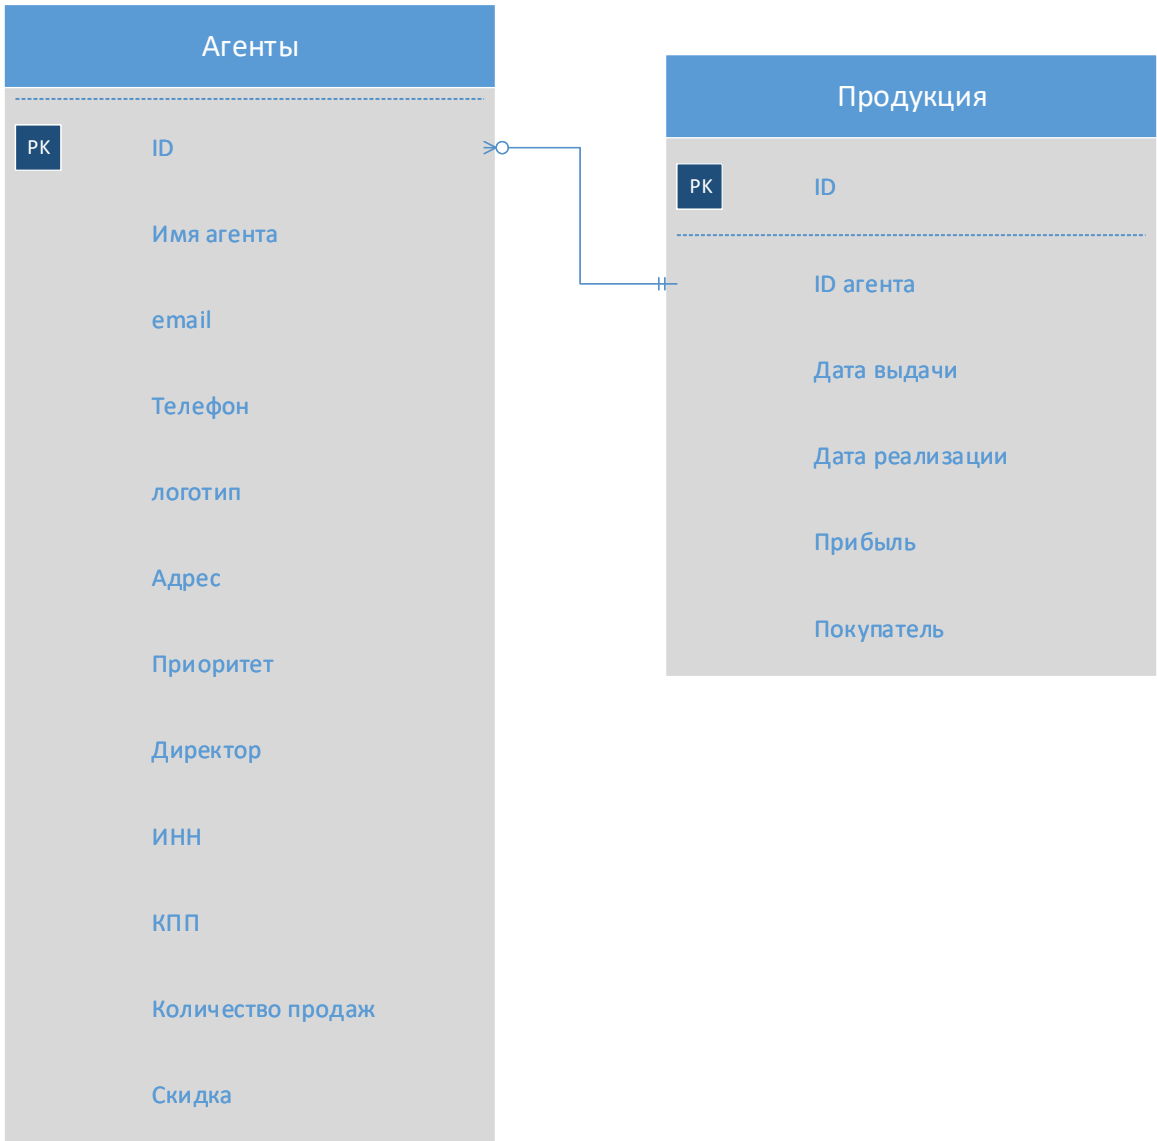 Агенты
PK
ID
Имя агента
email
Телефон
логотип
Адрес
Приоритет
Директор
ИНН
КПП
Количество продаж
Скидка
Продукция
PK
ID
ID агента
Дата выдачи
Дата реализации
Прибыль
Покупатель